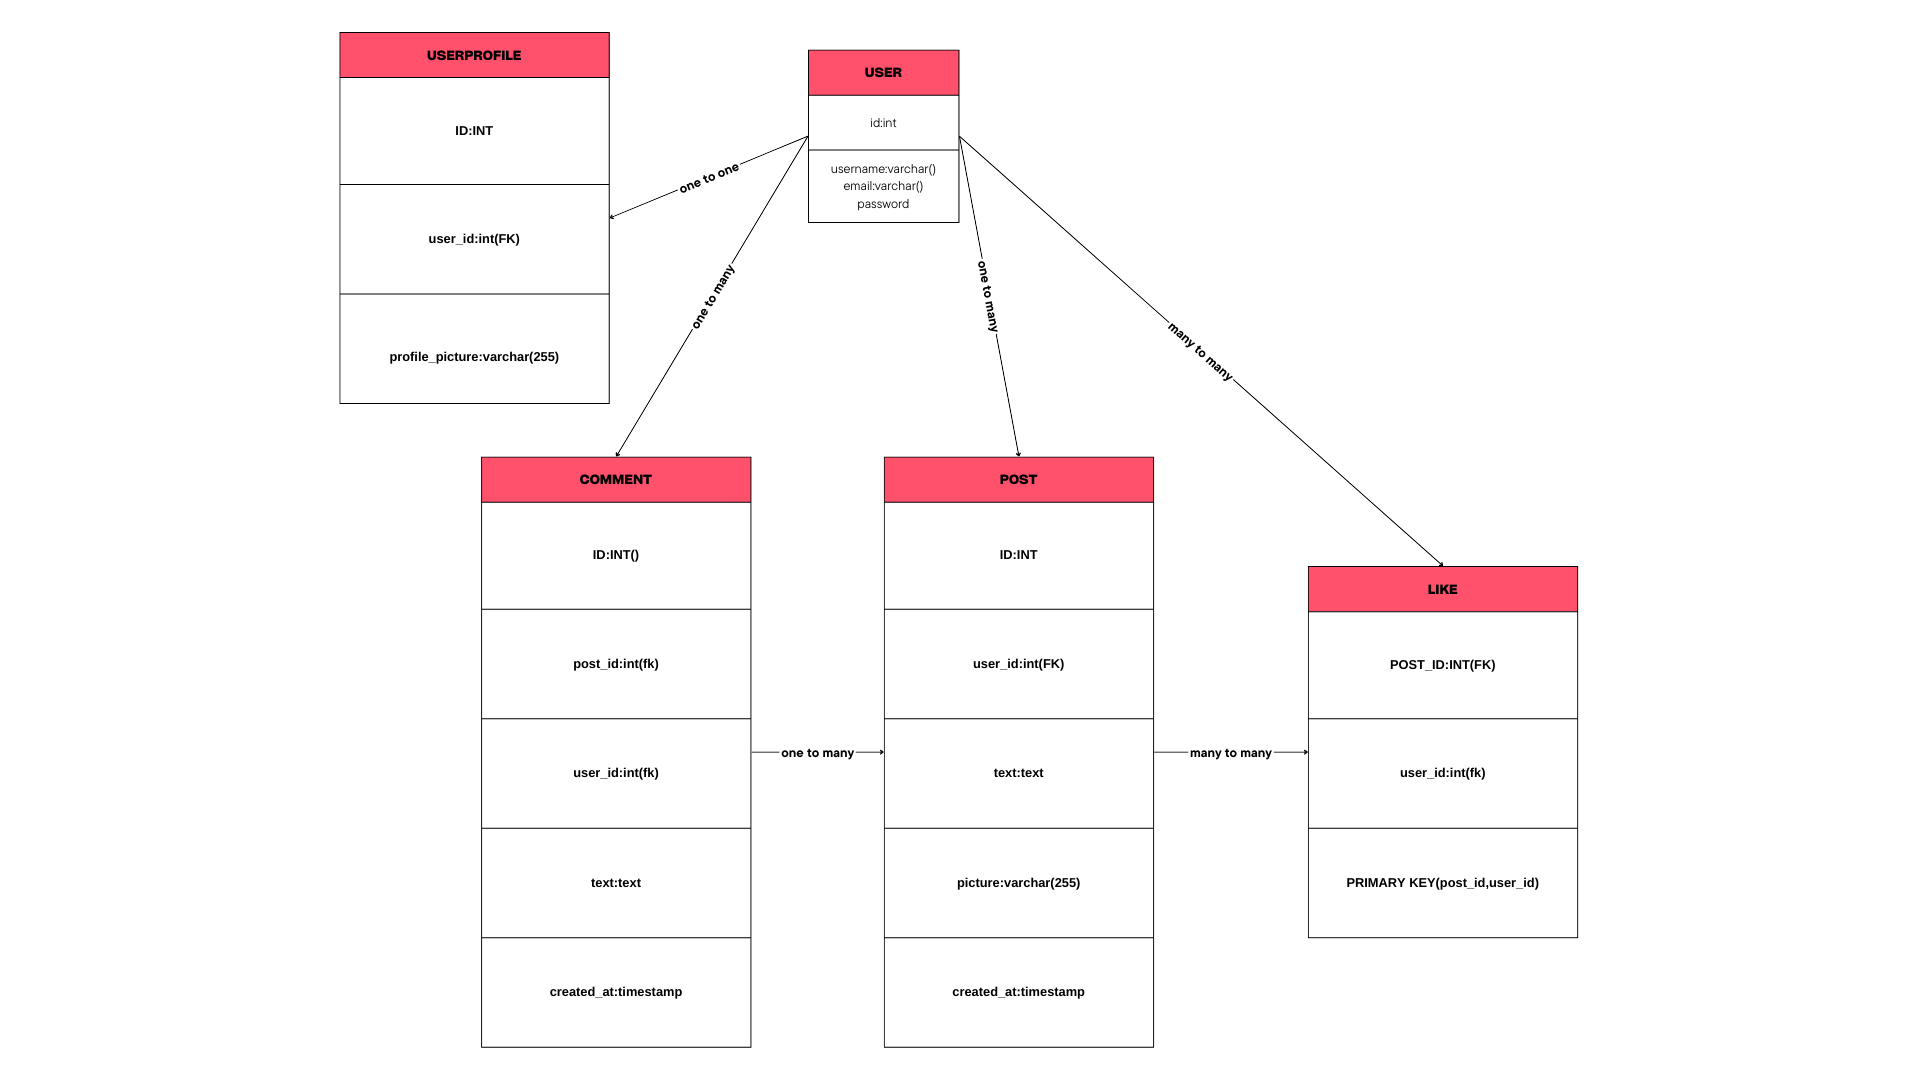 USERPROFILE
ID:INT
user_id:int(FK)
profile_picture:varchar(255)
USER
id:int
username:varchar()
email:varchar()
password
one to one
one to many
one to many
many to many
COMMENT
ID:INT()
post_id:int(fk)
user_id:int(fk)
text:text
created_at:timestamp
one to many
POST
ID:INT
user_id:int(FK)
text:text
picture:varchar(255)
created_at:timestamp
many to many
LIKE
POST_ID:INT(FK)
user_id:int(fk)
PRIMARY KEY(post_id,user_id)